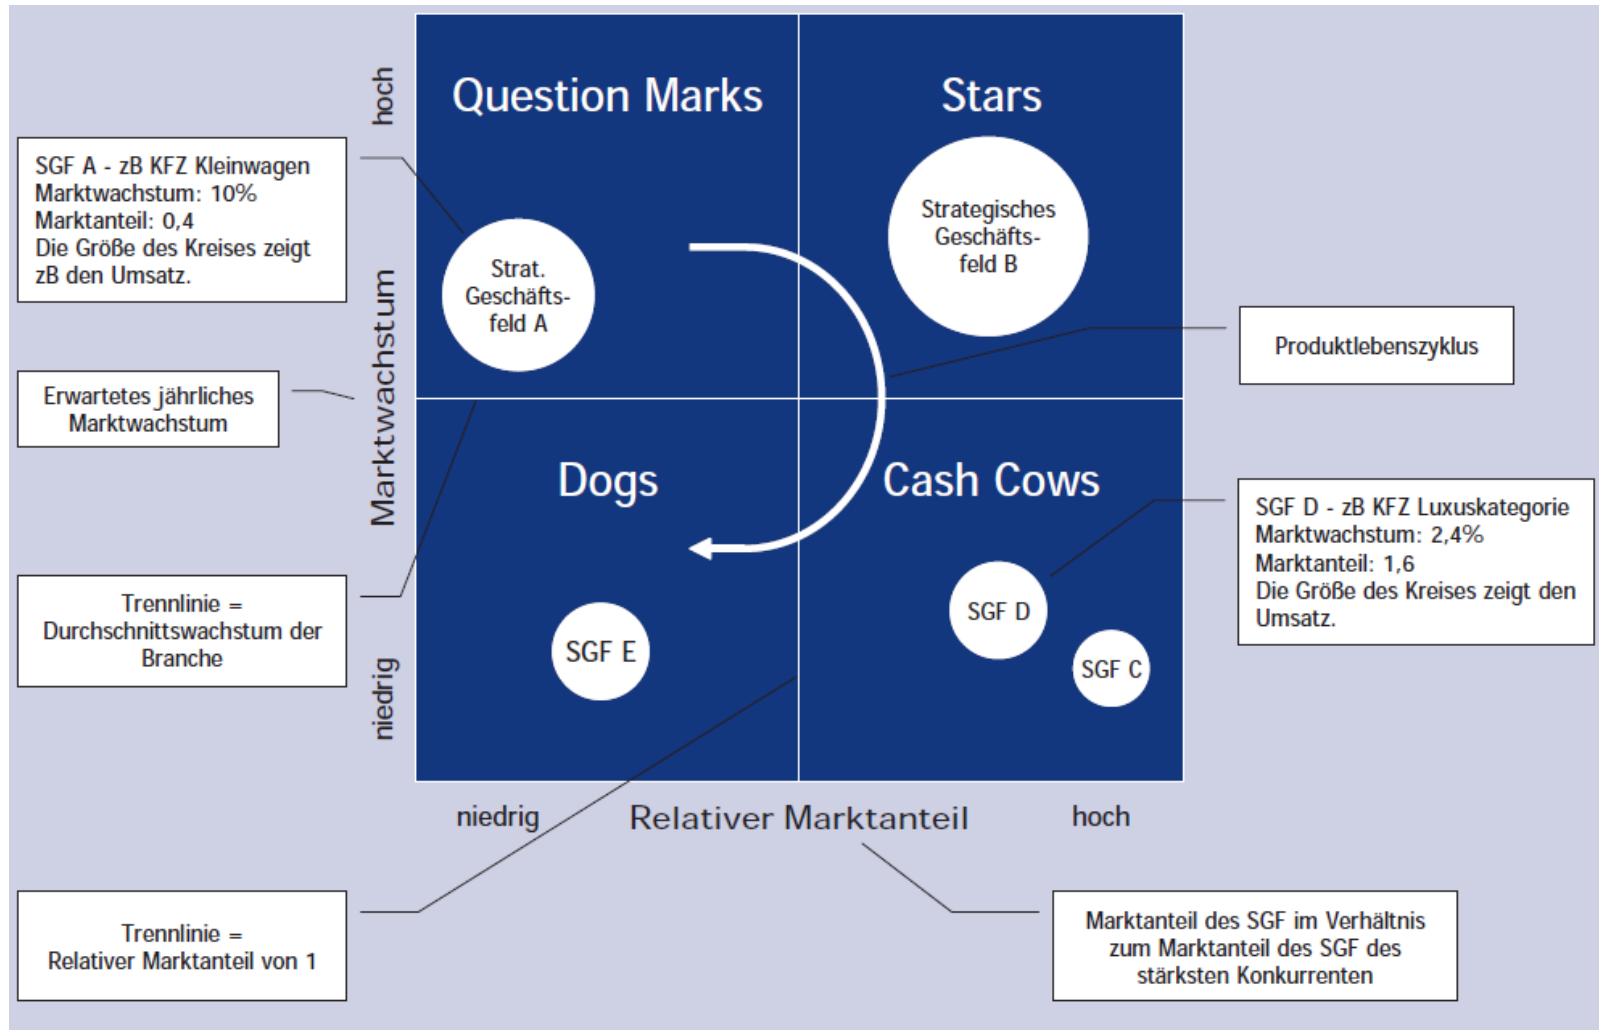 hoch
Question Marks
Stars
SGF A - zB KFZ Kleinwagen
Marktwachstum: 10%
Marktanteil: 0,4
Die Größe des Kreises zeigt
zB den Umsatz.
Strat.
Geschäfts-
feld A
Strategisches
Geschäfts-
feld B
Produktlebenszyklus
Marktwachstum
Erwartetes jährliches
Marktwachstum
Dogs
Cash Cows
SGF D - zB KFZ Luxuskategorie
Marktwachstum: 2,4%
Marktanteil: 1,6
Die Größe des Kreises zeigt den
Umsatz.
Trennlinie =
Durchschnittswachstum der
Branche
SGF D
SGF E
SGF C
niedrig
niedrig
Relativer Marktanteil
hoch
Trennlinie =
Relativer Marktanteil von 1
Marktanteil des SGF im Verhältnis
zum Marktanteil des SGF des
stärksten Konkurrenten